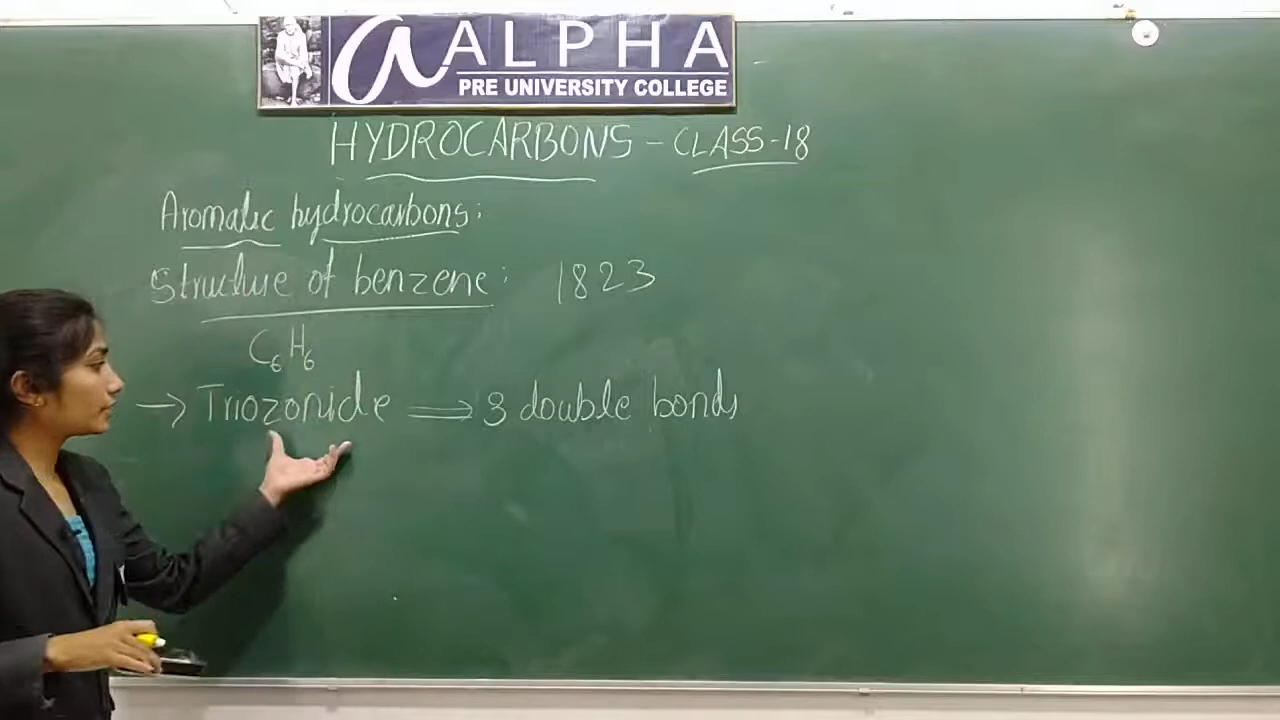 a ALPHA
PRE UNIVERSITY COLLEGE
HYDROCARBONS - CLASS-18
Aromatic hydrocarbons:
Structure of benzene: 1823
C₆H₆
→ Triozonide ⟹ 3 double bonds